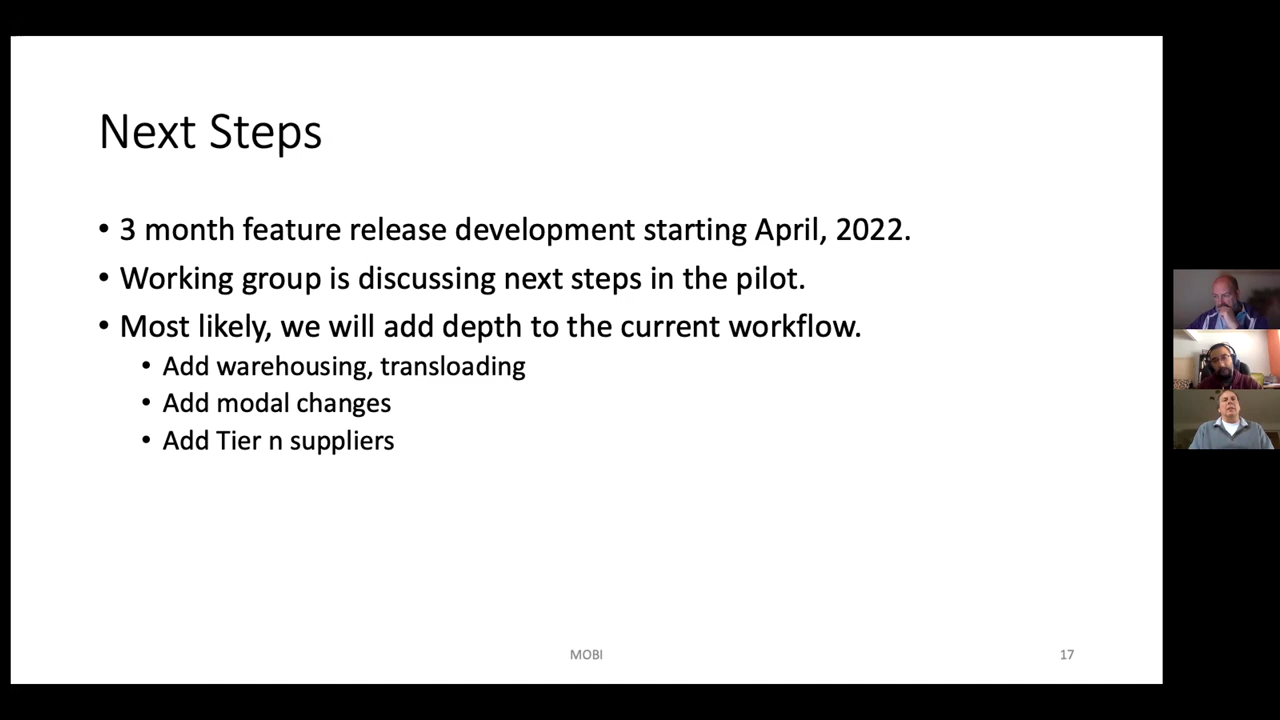 Next Steps
• 3 month feature release development starting April, 2022.
• Working group is discussing next steps in the pilot.
• Most likely, we will add depth to the current workflow.
• Add warehousing, transloading
• Add modal changes
• Add Tier n suppliers
MOBI
17